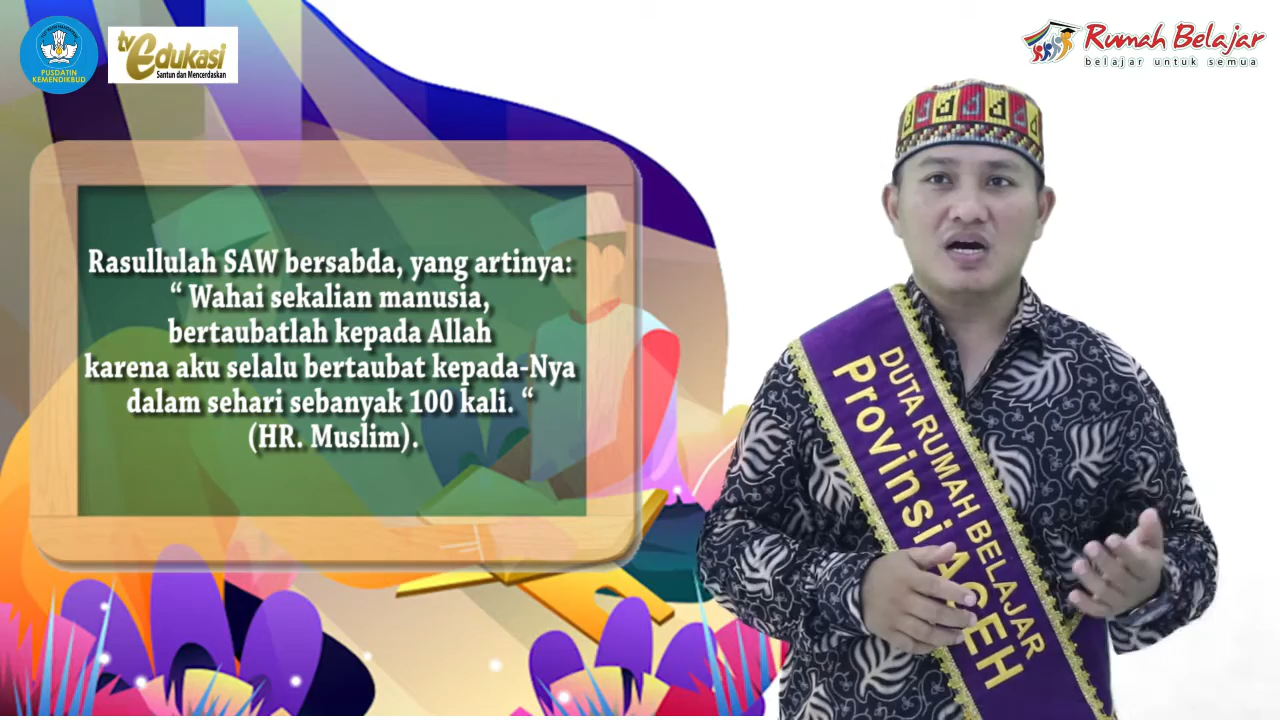 PUSDATIN
KEMENDIKBUD
tv edukasi
Santun dan Mencerdaskan
Rumah Belajar
belajar untuk semua
Rasullulah SAW bersabda, yang artinya:
“ Wahai sekalian manusia,
bertaubatlah kepada Allah
karena aku selalu bertaubat kepada-Nya
dalam sehari sebanyak 100 kali. “
(HR. Muslim).
DUTA RUMAH BELAJAR
Provinsi ACEH